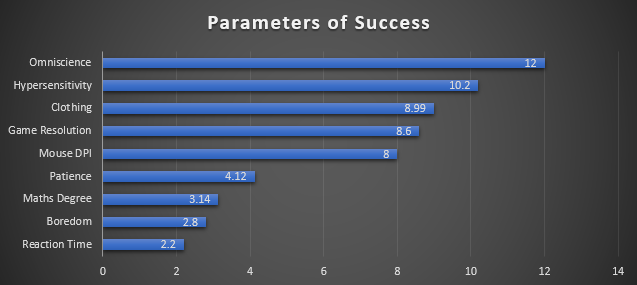 Parameters of Success
Omniscience 12
Hypersensitivity 10.2
Clothing 8.99
Game Resolution 8.6
Mouse DPI 8
Patience 4.12
Maths Degree 3.14
Boredom 2.8
Reaction Time 2.2
0 2 4 6 8 10 12 14